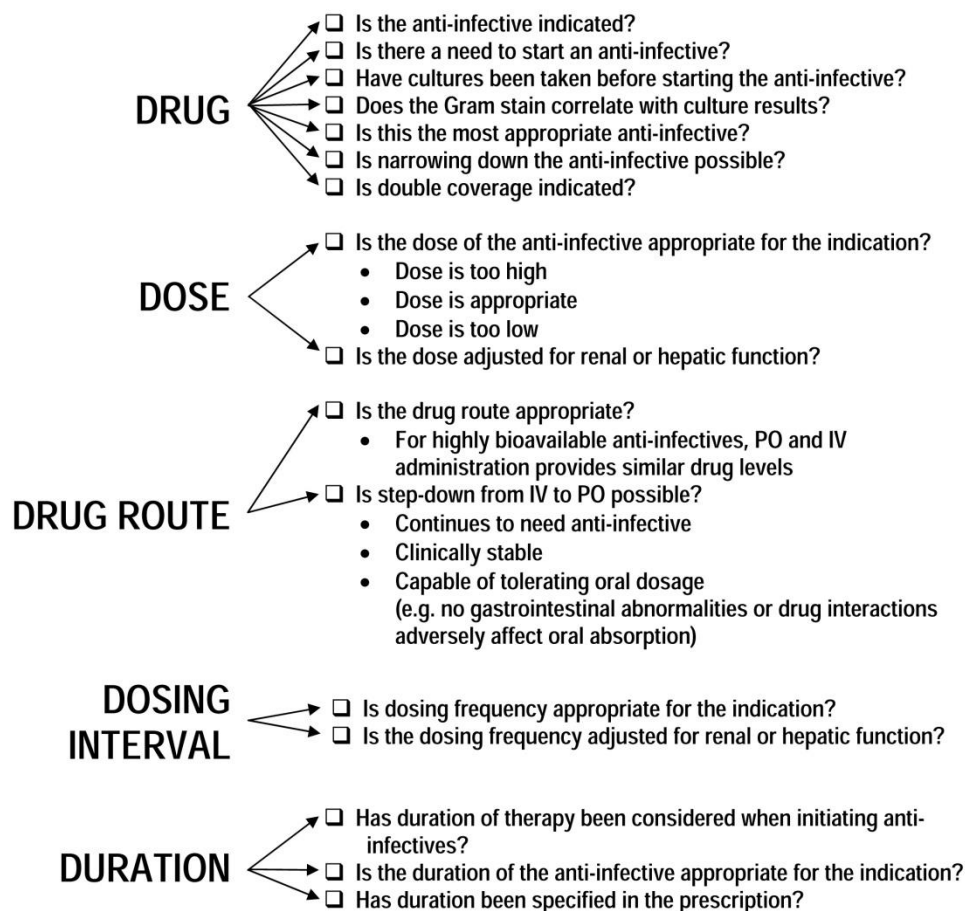 DRUG
❑ Is the anti-infective indicated?
❑ Is there a need to start an anti-infective?
❑ Have cultures been taken before starting the anti-infective?
❑ Does the Gram stain correlate with culture results?
❑ Is this the most appropriate anti-infective?
❑ Is narrowing down the anti-infective possible?
❑ Is double coverage indicated?
DOSE
❑ Is the dose of the anti-infective appropriate for the indication?
• Dose is too high
• Dose is appropriate
• Dose is too low
❑ Is the dose adjusted for renal or hepatic function?
DRUG ROUTE
❑ Is the drug route appropriate?
• For highly bioavailable anti-infectives, PO and IV
administration provides similar drug levels
❑ Is step-down from IV to PO possible?
• Continues to need anti-infective
• Clinically stable
• Capable of tolerating oral dosage
(e.g. no gastrointestinal abnormalities or drug interactions
adversely affect oral absorption)
DOSING
INTERVAL
❑ Is dosing frequency appropriate for the indication?
❑ Is the dosing frequency adjusted for renal or hepatic function?
DURATION
❑ Has duration of therapy been considered when initiating anti-
infectives?
❑ Is the duration of the anti-infective appropriate for the indication?
❑ Has duration been specified in the prescription?